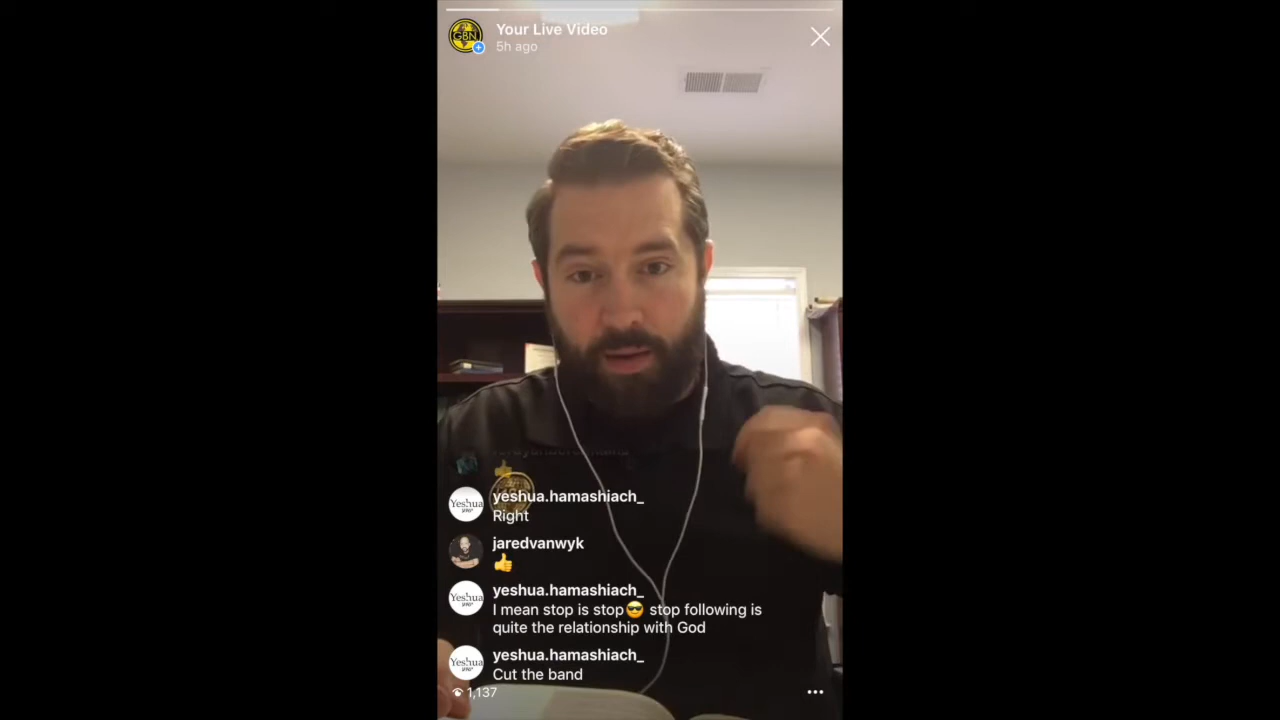 GBN
Your Live Video
5h ago
yeshua.hamashiach_
Right
jaredvanwyk
👍
yeshua.hamashiach_
I mean stop is stop😎 stop following is
quite the relationship with God
yeshua.hamashiach_
Cut the band
1,137